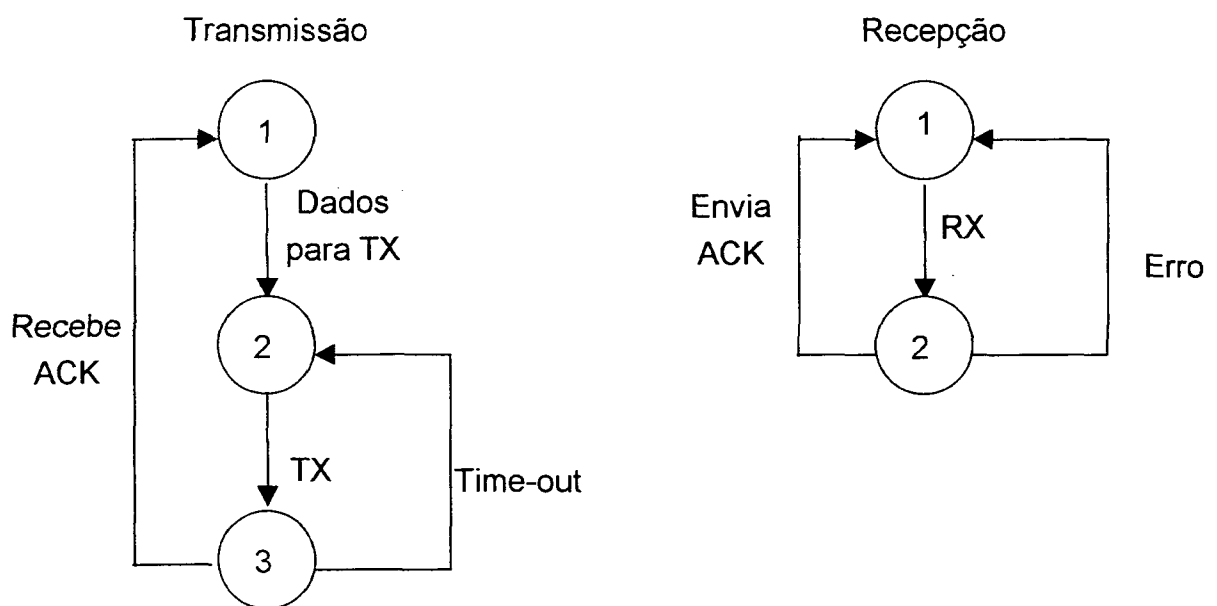 Transmissão
1
Dados
para TX
Recebe
ACK
2
TX
Time-out
3
Recepção
1
Envia
ACK
RX
Erro
2